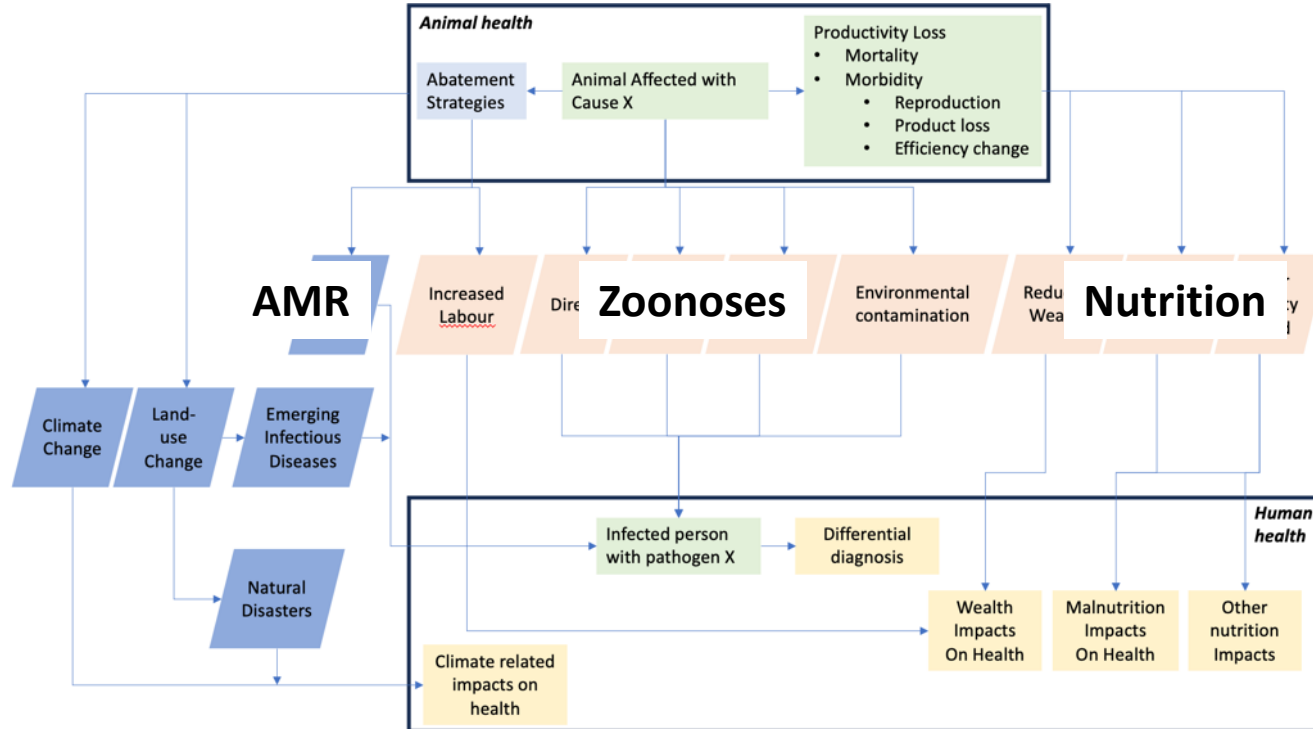 Animal health
Abatement
Strategies
Animal Affected with
Cause X
Productivity Loss
• Mortality
• Morbidity
• Reproduction
• Product loss
• Efficiency change
AMR
Increased
Labour
Zoonoses
Environmental
contamination
Nutrition
Climate
Change
Land-
use
Change
Emerging
Infectious
Diseases
Natural
Disasters
Human
health
Infected person
with pathogen X
Differential
diagnosis
Wealth
Impacts
On Health
Malnutrition
Impacts
On Health
Other
nutrition
Impacts
Climate related
impacts on
health